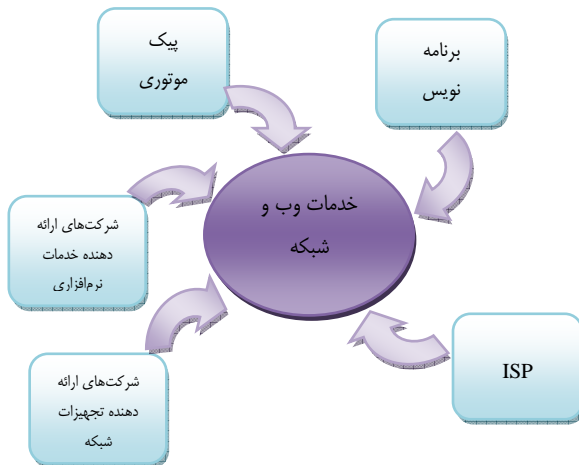 پیک
موتوری
برنامه
نویس
خدمات وب و
شبکه
شرکت‌های ارائه
دهنده خدمات
نرم‌افزاری
ISP
شرکت‌های ارائه
دهنده تجهیزات
شبکه